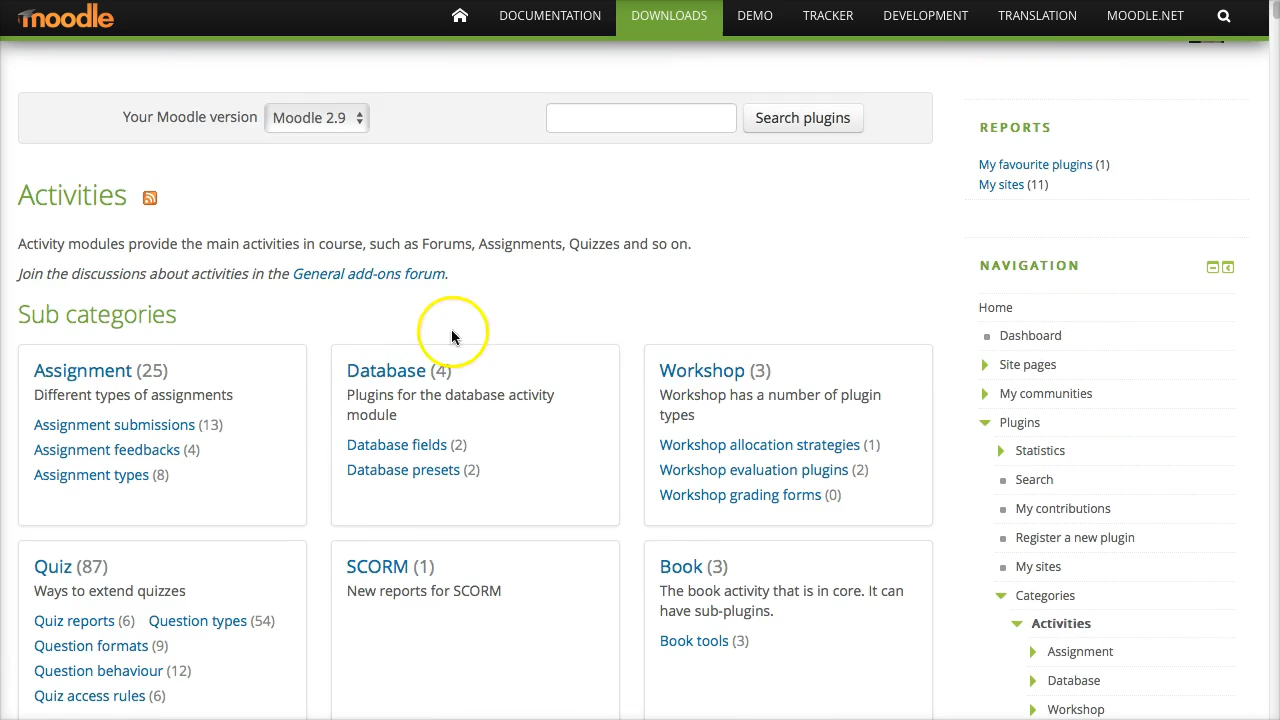 moodle
DOCUMENTATION DOWNLOADS DEMO TRACKER DEVELOPMENT TRANSLATION MOODLE.NET
Your Moodle version Moodle 2.9 Search plugins
Activities
Activity modules provide the main activities in course, such as Forums, Assignments, Quizzes and so on.
Join the discussions about activities in the General add-ons forum.
Sub categories
Assignment (25)
Different types of assignments
Assignment submissions (13)
Assignment feedbacks (4)
Assignment types (8)
Database (4)
Plugins for the database activity
module
Database fields (2)
Database presets (2)
Workshop (3)
Workshop has a number of plugin
types
Workshop allocation strategies (1)
Workshop evaluation plugins (2)
Workshop grading forms (0)
Quiz (87)
Ways to extend quizzes
Quiz reports (6) Question types (54)
Question formats (9)
Question behaviour (12)
Quiz access rules (6)
SCORM (1)
New reports for SCORM
Book (3)
The book activity that is in core. It can
have sub-plugins.
Book tools (3)
REPORTS
My favourite plugins (1)
My sites (11)
NAVIGATION
Home
Dashboard
Site pages
My communities
Plugins
Statistics
Search
My contributions
Register a new plugin
My sites
Categories
Activities
Assignment
Database
Workshop